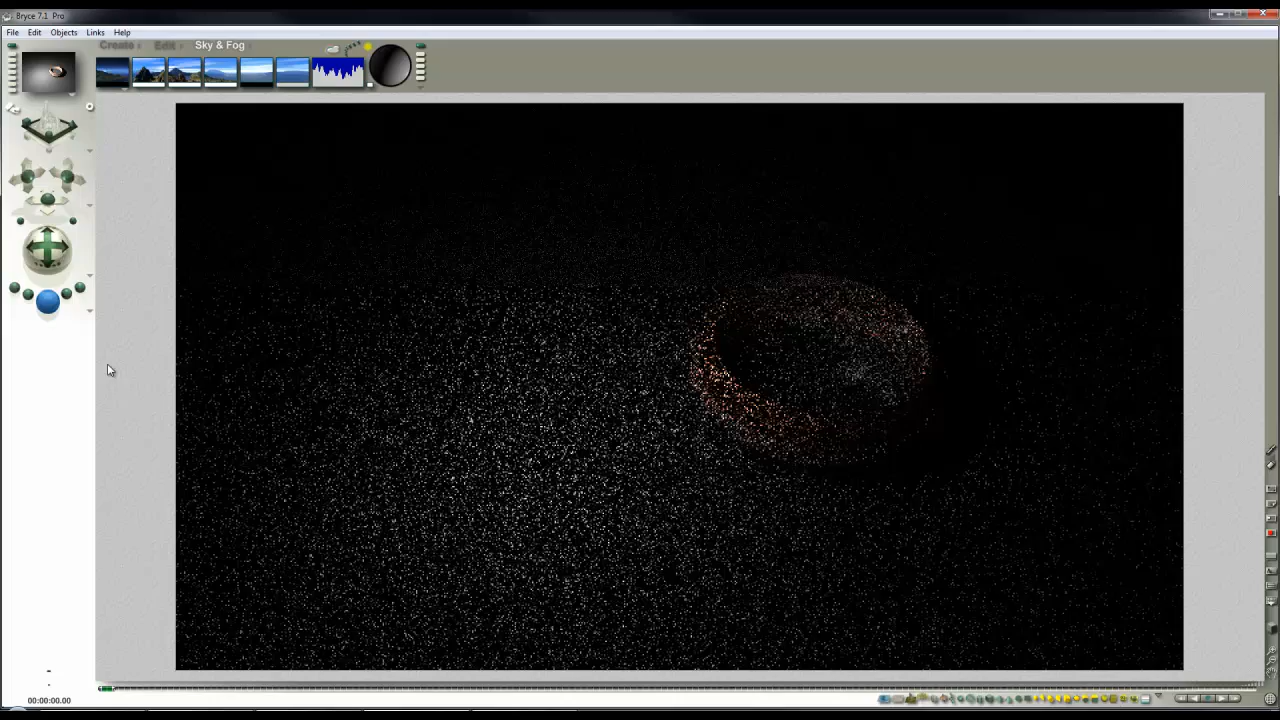 Bryce 7.1 Pro
File Edit Objects Links Help
Create Edit Sky & Fog
00:00:00.00